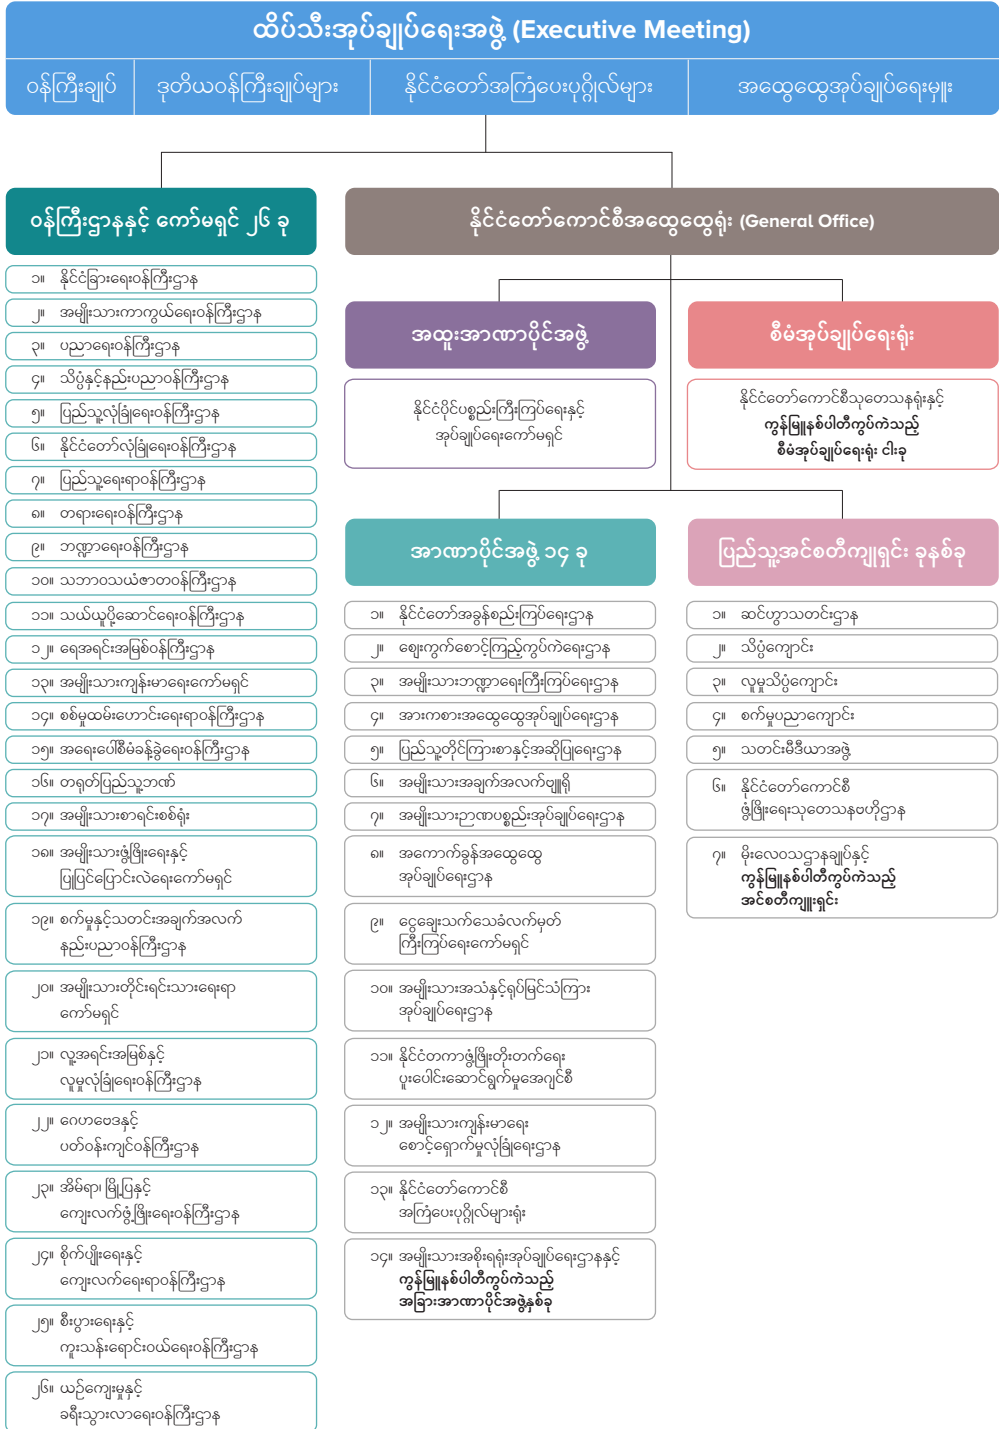 ထိပ်သီးအုပ်ချုပ်ရေးအဖွဲ့ (Executive Meeting)
ဝန်ကြီးချုပ်
ဒုတိယဝန်ကြီးချုပ်များ
နိုင်ငံတော်အကြံပေးပုဂ္ဂိုလ်များ
အထွေထွေအုပ်ချုပ်ရေးမှူး
ဝန်ကြီးဌာနနှင့် ကော်မရှင် ၂၆ ခု
၁။ နိုင်ငံခြားရေးဝန်ကြီးဌာန
၂။ အမျိုးသားကာကွယ်ရေးဝန်ကြီးဌာန
၃။ ပညာရေးဝန်ကြီးဌာန
၄။ သိပ္ပံနှင့်နည်းပညာဝန်ကြီးဌာန
၅။ ပြည်သူ့လုံခြုံရေးဝန်ကြီးဌာန
၆။ နိုင်ငံတော်လုံခြုံရေးဝန်ကြီးဌာန
၇။ ပြည်သူ့ရေးရာဝန်ကြီးဌာန
၈။ တရားရေးဝန်ကြီးဌာန
၉။ ဘဏ္ဍာရေးဝန်ကြီးဌာန
၁၀။ သဘာဝသယံဇာတဝန်ကြီးဌာန
၁၁။ သယ်ယူပို့ဆောင်ရေးဝန်ကြီးဌာန
၁၂။ ရေအရင်းအမြစ်ဝန်ကြီးဌာန
၁၃။ အမျိုးသားကျန်းမာရေးကော်မရှင်
၁၄။ စစ်မှုထမ်းဟောင်းရေးရာဝန်ကြီးဌာန
၁၅။ အရေးပေါ်စီမံခန့်ခွဲရေးဝန်ကြီးဌာန
၁၆။ တရုတ်ပြည်သူ့ဘဏ်
၁၇။ အမျိုးသားစာရင်းစစ်ရုံး
၁၈။ အမျိုးသားဖွံ့ဖြိုးရေးနှင့်
ပြုပြင်ပြောင်းလဲရေးကော်မရှင်
၁၉။ စက်မှုနှင့်သတင်းအချက်အလက်
နည်းပညာဝန်ကြီးဌာန
၂၀။ အမျိုးသားတိုင်းရင်းသားရေးရာ
ကော်မရှင်
၂၁။ လူ့အရင်းအမြစ်နှင့်
လူမှုလုံခြုံရေးဝန်ကြီးဌာန
၂၂။ ဂေဟဗေဒနှင့်
ပတ်ဝန်းကျင်ဝန်ကြီးဌာန
၂၃။ အိမ်ရာ၊ မြို့ပြနှင့်
ကျေးလက်ဖွံ့ဖြိုးရေးဝန်ကြီးဌာန
၂၄။ စိုက်ပျိုးရေးနှင့်
ကျေးလက်ရေးရာဝန်ကြီးဌာန
၂၅။ စီးပွားရေးနှင့်
ကူးသန်းရောင်းဝယ်ရေးဝန်ကြီးဌာန
၂၆။ ယဉ်ကျေးမှုနှင့်
ခရီးသွားလာရေးဝန်ကြီးဌာန
နိုင်ငံတော်ကောင်စီအထွေထွေရုံး (General Office)
အထူးအာဏာပိုင်အဖွဲ့
နိုင်ငံပိုင်ပစ္စည်းကြီးကြပ်ရေးနှင့်
အုပ်ချုပ်ရေးကော်မရှင်
စီမံအုပ်ချုပ်ရေးရုံး
နိုင်ငံတော်ကောင်စီသုတေသနရုံးနှင့်
ကွန်မြူနစ်ပါတီကွပ်ကဲသည့်
စီမံအုပ်ချုပ်ရေးရုံး ငါးခု
အာဏာပိုင်အဖွဲ့ ၁၄ ခု
၁။ နိုင်ငံတော်အခွန်စည်းကြပ်ရေးဌာန
၂။ ဈေးကွက်စောင့်ကြည့်ကွပ်ကဲရေးဌာန
၃။ အမျိုးသားဘဏ္ဍာရေးကြီးကြပ်ရေးဌာန
၄။ အားကစားအထွေထွေအုပ်ချုပ်ရေးဌာန
၅။ ပြည်သူ့တိုင်ကြားစာနှင့်အဆိုပြုရေးဌာန
၆။ အမျိုးသားအချက်အလက်ဗျူရို
၇။ အမျိုးသားဉာဏပစ္စည်းအုပ်ချုပ်ရေးဌာန
၈။ အကောက်ခွန်အထွေထွေ
အုပ်ချုပ်ရေးဌာန
၉။ ငွေချေးသက်သေခံလက်မှတ်
ကြီးကြပ်ရေးကော်မရှင်
၁၀။ အမျိုးသားအသံနှင့်ရုပ်မြင်သံကြား
အုပ်ချုပ်ရေးဌာန
၁၁။ နိုင်ငံတကာဖွံ့ဖြိုးတိုးတက်ရေး
ပူးပေါင်းဆောင်ရွက်မှုအေဂျင်စီ
၁၂။ အမျိုးသားကျန်းမာရေး
စောင့်ရှောက်မှုလုံခြုံရေးဌာန
၁၃။ နိုင်ငံတော်ကောင်စီ
အကြံပေးပုဂ္ဂိုလ်များရုံး
၁၄။ အမျိုးသားအစိုးရရုံးအုပ်ချုပ်ရေးဌာနနှင့်
ကွန်မြူနစ်ပါတီကွပ်ကဲသည့်
အခြားအာဏာပိုင်အဖွဲ့နှစ်ခု
ပြည်သူ့အင်စတီကျုရှင်း ခုနစ်ခု
၁။ ဆင်ဟွာသတင်းဌာန
၂။ သိပ္ပံကျောင်း
၃။ လူမှုသိပ္ပံကျောင်း
၄။ စက်မှုပညာကျောင်း
၅။ သတင်းမီဒီယာအဖွဲ့
၆။ နိုင်ငံတော်ကောင်စီ
ဖွံ့ဖြိုးရေးသုတေသနဗဟိုဌာန
၇။ မိုးလေဝသဌာနချုပ်နှင့်
ကွန်မြူနစ်ပါတီကွပ်ကဲသည့်
အင်စတီကျူးရှင်း